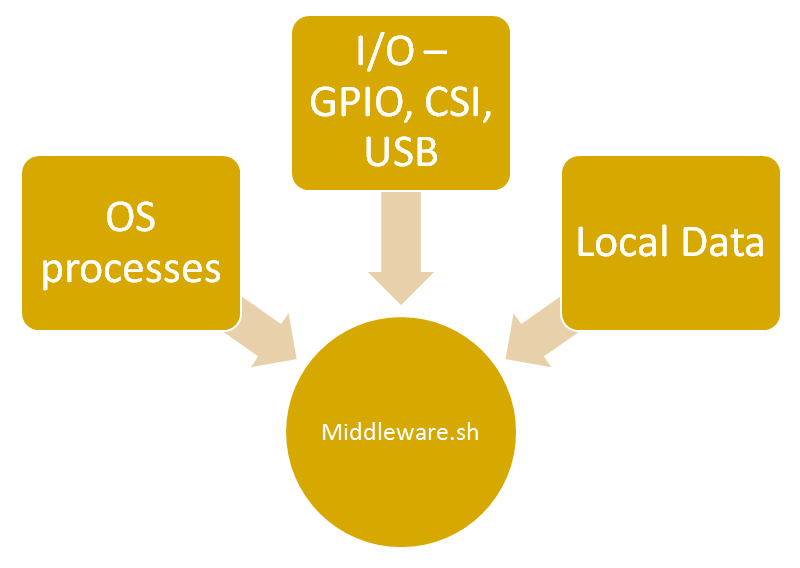 I/O –
GPIO, CSI,
USB
OS
processes
Local Data
Middleware.sh